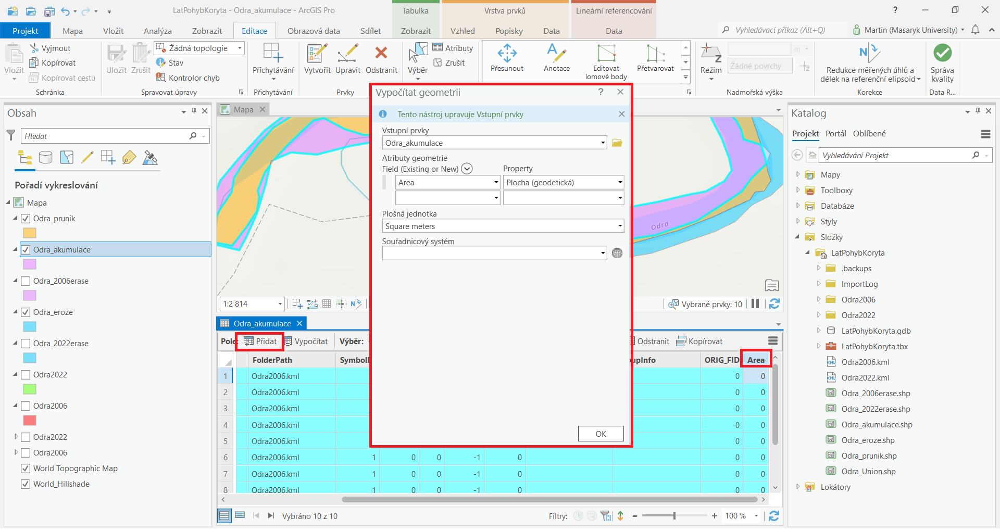 LatPohybKoryta - Odra_akumulace - ArcGIS Pro
Tabulka
Vrstva prvků
Lineární referencování
?
Projekt
Mapa
Vložit
Analýza
Zobrazit
Editace
Obrazová data
Sdílet
Zobrazit
Vzhled
Popisky
Data
Data
Vyhledávací příkaz (Alt+Q)
Martin (Masaryk University)
Vložit
Vyjmout
Kopírovat
Kopírovat cestu
Schránka
Uložit
Zrušit
Žádná topologie
Stav
Kontrolor chyb
Spravovat úpravy
Přichytávání
Přichytávání
Vytvořit
Upravit
Odstranit
Prvky
Výběr
Atributy
Zrušit
Přesunout
Anotace
Editovat
lomové body
Přetvarovat
Režim
m
Žádné povrchy
Nadmořská výška
Redukce měřených úhlů a
délek na referenční elipsoid
Korekce
Správa
kvality
Data R...
Obsah
Hledat
Pořadí vykreslování
Mapa
Odra_prunik
Odra_akumulace
Odra_2006erase
Odra_eroze
Odra_2022erase
Odra2022
Odra2006
Odra2022
Odra2006
World Topographic Map
World_Hillshade
Mapa
Odra
1:2 814
Vybrané prvky: 10
Vypočítat geometrii
?
Tento nástroj upravuje Vstupní prvky
Vstupní prvky
Odra_akumulace
Atributy geometrie
Field (Existing or New)
Property
Area
Plocha (geodetická)
Plošná jednotka
Square meters
Souřadnicový systém
OK
Odra_akumulace
Pole:
Přidat
Vypočítat
Výběr:
Odstranit
Kopírovat
FolderPath
SymbolI
upInfo
ORIG_FID
Area
1 Odra2006.kml 0 0
2 Odra2006.kml 0 0
3 Odra2006.kml 0 0
4 Odra2006.kml 0 0
5 Odra2006.kml 0 0
6 Odra2006.kml 1 0 0 -1 0 0 0
7 Odra2006.kml 1 0 0 -1 0 0 0
8 Odra2006.kml 1 0 0 -1 0 0 0
Vybráno 10 z 10
Filtry:
100 %
Katalog
Projekt
Portál
Oblíbené
Vyhledávání Projekt
Mapy
Toolboxy
Databáze
Styly
Složky
LatPohybKoryta
.backups
ImportLog
Odra2006
Odra2022
LatPohybKoryta.gdb
LatPohybKoryta.tbx
Odra2006.kml
Odra2022.kml
Odra_2006erase.shp
Odra_2022erase.shp
Odra_akumulace.shp
Odra_eroze.shp
Odra_prunik.shp
Odra_Union.shp
Lokátory